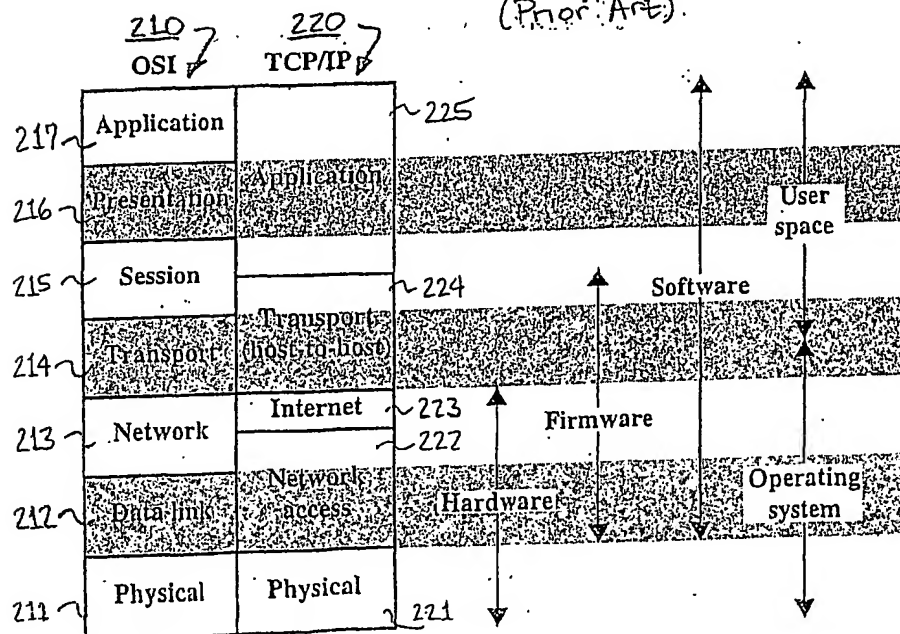 (Prior Art).
210 220
OSI TCP/IP
217 Application 225
216 Presentation Application
User space
215 Session 224
Software
214 Transport Transport (host-to-host)
Internet 223
213 Network Firmware
222
212 Data link Network access
Hardware
Operating system
211 Physical Physical 221